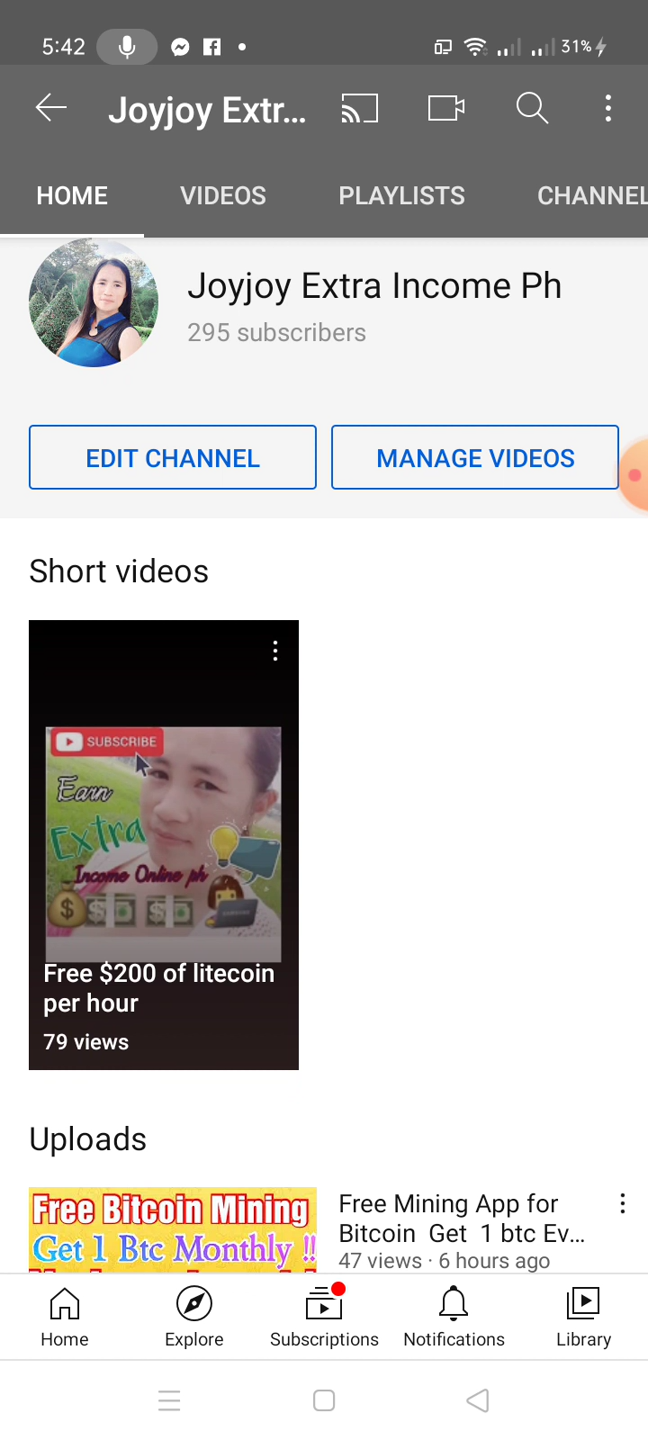 5:42
31%
Joyjoy Extr...
HOME
VIDEOS
PLAYLISTS
CHANNEL
Joyjoy Extra Income Ph
295 subscribers
EDIT CHANNEL
MANAGE VIDEOS
Short videos
SUBSCRIBE
Earn
Extra
Income Online ph
Free $200 of litecoin
per hour
79 views
Uploads
Free Bitcoin Mining
Get 1 Btc Monthly !!
Free Mining App for
Bitcoin Get 1 btc Ev...
47 views · 6 hours ago
Home
Explore
Subscriptions
Notifications
Library